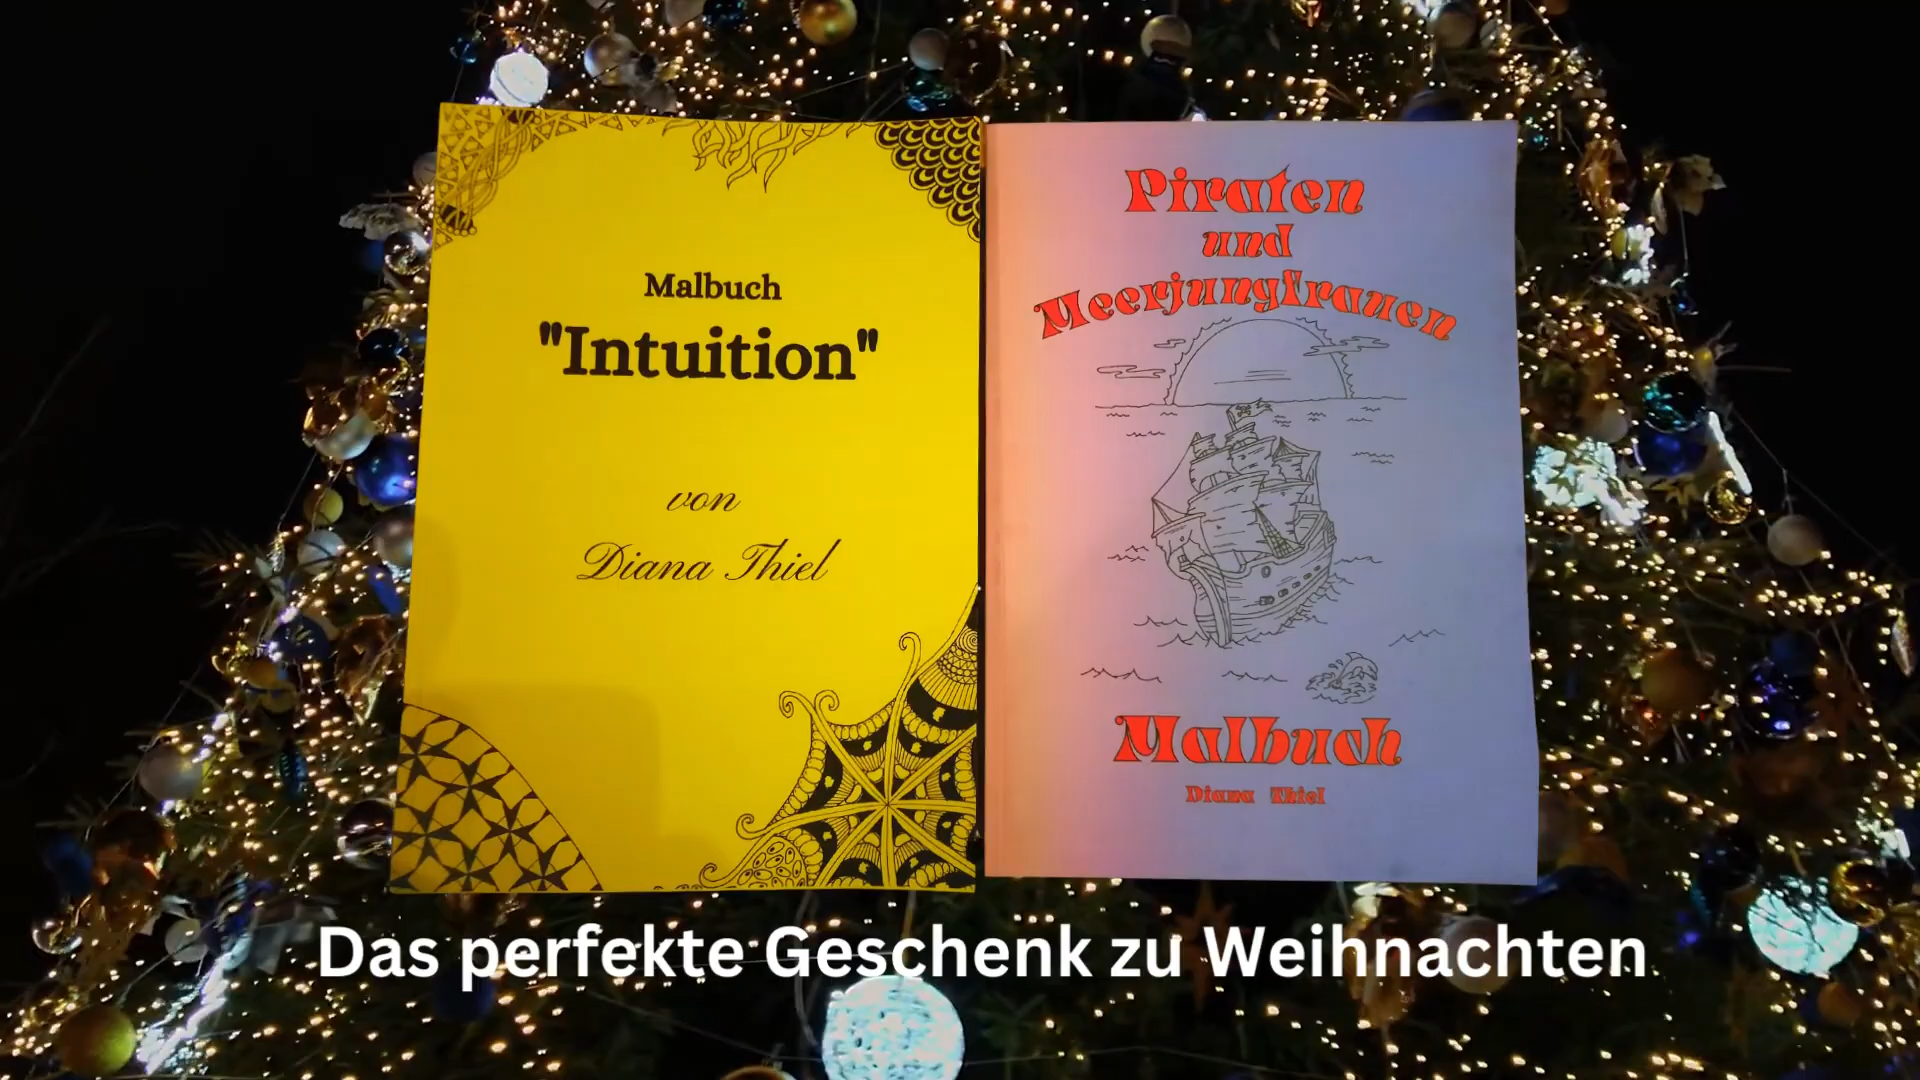 Malbuch
"Intuition"
von
Diana Thiel
Piraten
und
Meerjungfrauen
Malbuch
Diana Thiel
Das perfekte Geschenk zu Weihnachten